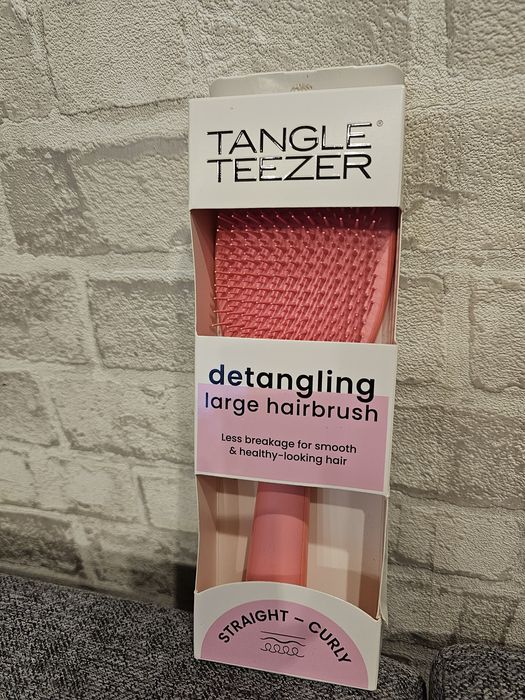 TANGLE®
TEEZER
detangling
large hairbrush
Less breakage for smooth
& healthy-looking hair
STRAIGHT – CURLY